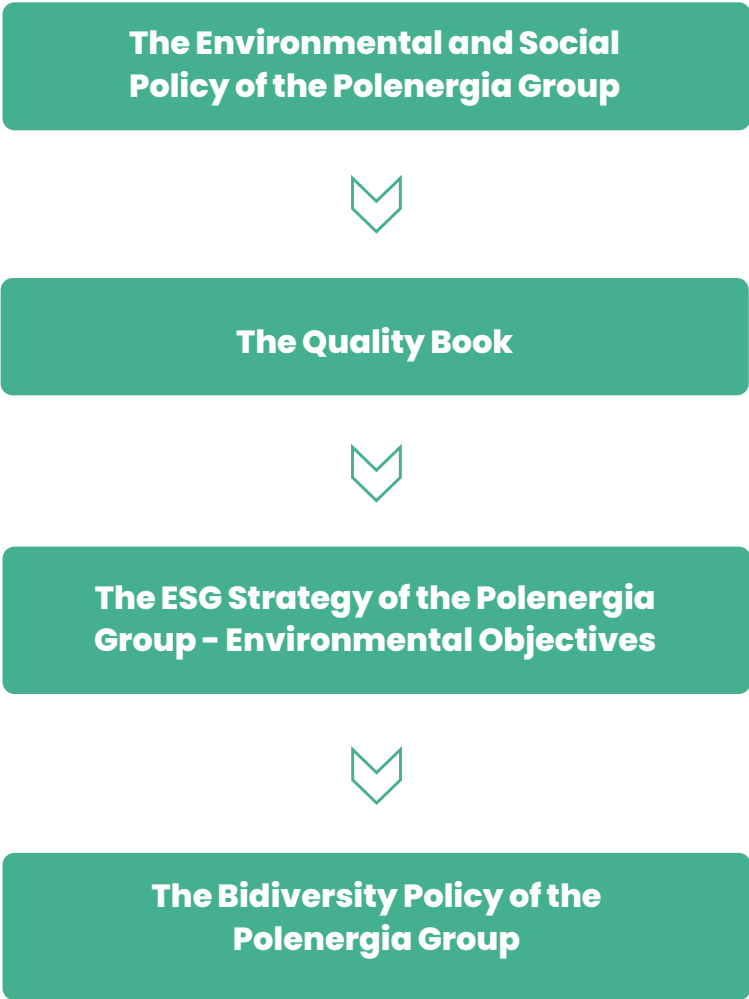 The Environmental and Social
Policy of the Polenergia Group
The Quality Book
The ESG Strategy of the Polenergia
Group - Environmental Objectives
The Bidiversity Policy of the
Polenergia Group